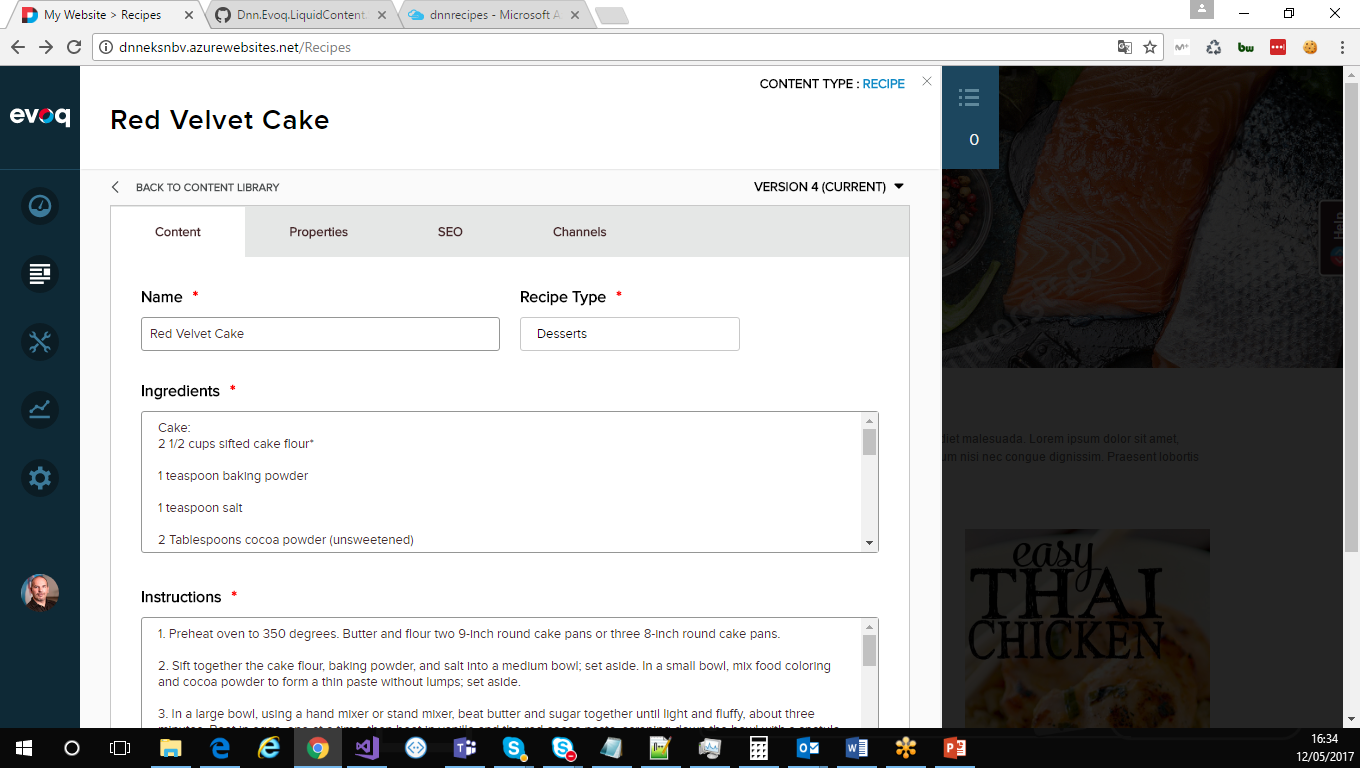 My Website > Recipes
Dnn.Evoq.LiquidContent.
dnnrecipes - Microsoft A
dnneksnbv.azurewebsites.net/Recipes
bw
evoq
CONTENT TYPE : RECIPE
Red Velvet Cake
0
BACK TO CONTENT LIBRARY
VERSION 4 (CURRENT)
Content
Properties
SEO
Channels
Help
Name *
Recipe Type *
Red Velvet Cake
Desserts
Ingredients *
Cake:
2 1/2 cups sifted cake flour*
1 teaspoon baking powder
1 teaspoon salt
2 Tablespoons cocoa powder (unsweetened)
diet malesuada. Lorem ipsum dolor sit amet,
um nisi nec congue dignissim. Praesent lobortis
easy
THAI
CHICKEN
Instructions *
1. Preheat oven to 350 degrees. Butter and flour two 9-inch round cake pans or three 8-inch round cake pans.
2. Sift together the cake flour, baking powder, and salt into a medium bowl; set aside. In a small bowl, mix food coloring
and cocoa powder to form a thin paste without lumps; set aside.
3. In a large bowl, using a hand mixer or stand mixer, beat butter and sugar together until light and fluffy, about three
16:34
12/05/2017